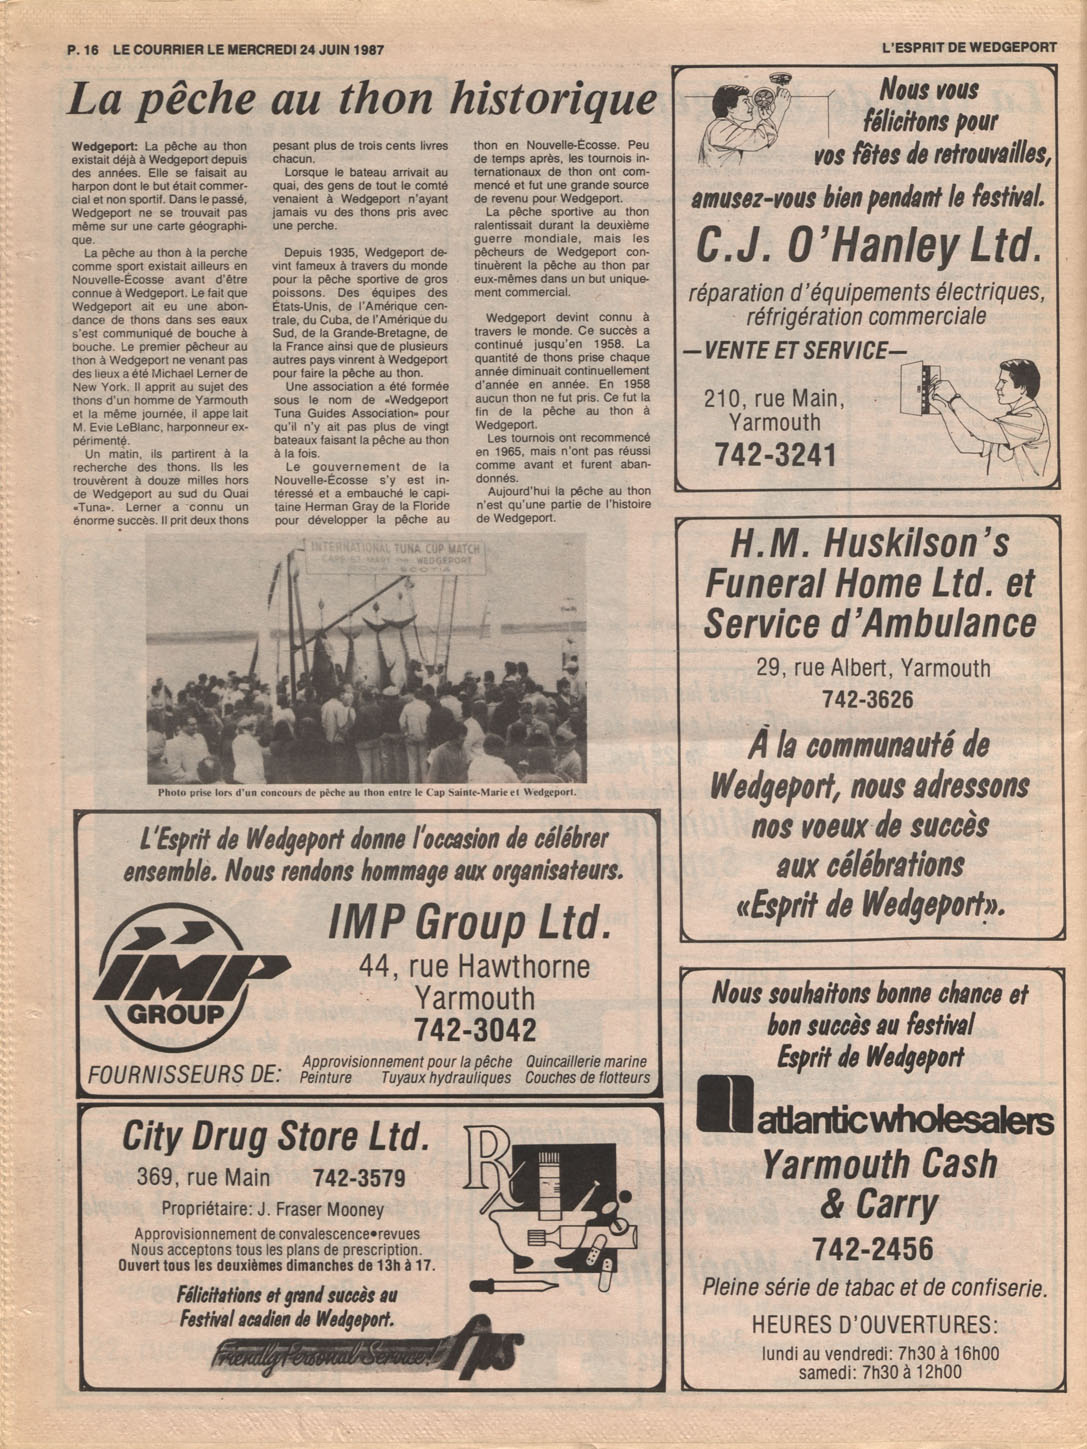 P. 16 LE COURRIER LE MERCREDI 24 JUIN 1987
L'ESPRIT DE WEDGEPORT
La pêche au thon historique
Wedgeport: La pêche au thon
existait déjà à Wedgeport depuis
des années. Elle se faisait au
harpon dont le but était commer-
cial et non sportif. Dans le passé,
Wedgeport ne se trouvait pas
même sur une carte géographi-
que.
La pêche au thon à la perche
comme sport existait ailleurs en
Nouvelle-Écosse avant d'être
connue à Wedgeport. Le fait que
Wedgeport ait eu une abon-
dance de thons dans ses eaux
s'est communiqué de bouche à
bouche. Le premier pêcheur au
thon à Wedgeport ne venant pas
des lieux a été Michael Lerner de
New York. Il apprit au sujet des
thons d'un homme de Yarmouth
et la même journée, il appelait
M. Evie LeBlanc, harponneur ex-
périmenté.
Un matin, ils partirent à la
recherche des thons. Ils les
trouvèrent à douze milles hors
de Wedgeport au sud du Quai
«Tuna». Lerner a connu un
énorme succès. Il prit deux thons
pesant plus de trois cents livres
chacun.
Lorsque le bateau arrivait au
quai, des gens de tout le comté
venaient à Wedgeport n'ayant
jamais vu des thons pris avec
une perche.
Depuis 1935, Wedgeport de-
vint fameux à travers du monde
pour la pêche sportive de gros
poissons. Des équipes des
États-Unis, de l'Amérique cen-
trale, du Cuba, de l'Amérique du
Sud, de la Grande-Bretagne, de
la France ainsi que de plusieurs
autres pays vinrent à Wedgeport
pour faire la pêche au thon.
Une association a été formée
sous le nom de «Wedgeport
Tuna Guides Association» pour
qu'il n'y ait pas plus de vingt
bateaux faisant la pêche au thon
à la fois.
Le gouvernement de la
Nouvelle-Écosse s'y est in-
téressé et a embauché le capi-
taine Herman Gray de la Floride
pour développer la pêche au
thon en Nouvelle-Écosse. Peu
de temps après, les tournois in-
ternationaux de thon ont com-
mencé et fut une grande source
de revenu pour Wedgeport.
La pêche sportive au thon
ralentissait durant la deuxième
guerre mondiale, mais les
pêcheurs de Wedgeport con-
tinuèrent la pêche au thon par
eux-mêmes dans un but unique-
ment commercial.
Wedgeport devint connu à
travers le monde. Ce succès a
continué jusqu'en 1958. La
quantité de thons prise chaque
année diminuait continuellement
d'année en année. En 1958
aucun thon ne fut pris. Ce fut la
fin de la pêche au thon à
Wedgeport.
Les tournois ont recommencé
en 1965, mais n'ont pas réussi
comme avant et furent aban-
donnés.
Aujourd'hui la pêche au thon
n'est qu'une partie de l'histoire
de Wedgeport.
INTERNATIONAL TUNA CUP MATCH
CAPE ST MARY WEDGEPORT
NOVA SCOTIA
Photo prise lors d'un concours de pêche au thon entre le Cap Sainte-Marie et Wedgeport.
Nous vous
félicitons pour
vos fêtes de retrouvailles,
amusez-vous bien pendant le festival.
C.J. O'Hanley Ltd.
réparation d'équipements électriques,
réfrigération commerciale
—VENTE ET SERVICE—
210, rue Main,
Yarmouth
742-3241
H.M. Huskilson's
Funeral Home Ltd. et
Service d'Ambulance
29, rue Albert, Yarmouth
742-3626
À la communauté de
Wedgeport, nous adressons
nos voeux de succès
aux célébrations
«Esprit de Wedgeport».
L'Esprit de Wedgeport donne l'occasion de célébrer
ensemble. Nous rendons hommage aux organisateurs.
IMP
GROUP
IMP Group Ltd.
44, rue Hawthorne
Yarmouth
742-3042
FOURNISSEURS DE:
Approvisionnement pour la pêche Quincaillerie marine
Peinture Tuyaux hydrauliques Couches de flotteurs
City Drug Store Ltd.
369, rue Main 742-3579
Propriétaire: J. Fraser Mooney
Approvisionnement de convalescence•revues
Nous acceptons tous les plans de prescription.
Ouvert tous les deuxièmes dimanches de 13h à 17.
Félicitations et grand succès au
Festival acadien de Wedgeport.
Friendly Personal Service!
R
Nous souhaitons bonne chance et
bon succès au festival
Esprit de Wedgeport
atlantic wholesalers
Yarmouth Cash
& Carry
742-2456
Pleine série de tabac et de confiserie.
HEURES D'OUVERTURES:
lundi au vendredi: 7h30 à 16h00
samedi: 7h30 à 12h00